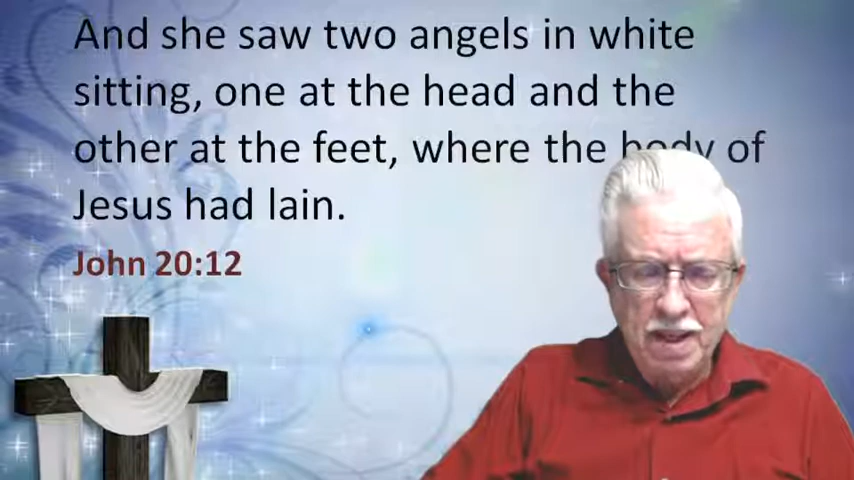 And she saw two angels in white
sitting, one at the head and the
other at the feet, where the body of
Jesus had lain.
John 20:12